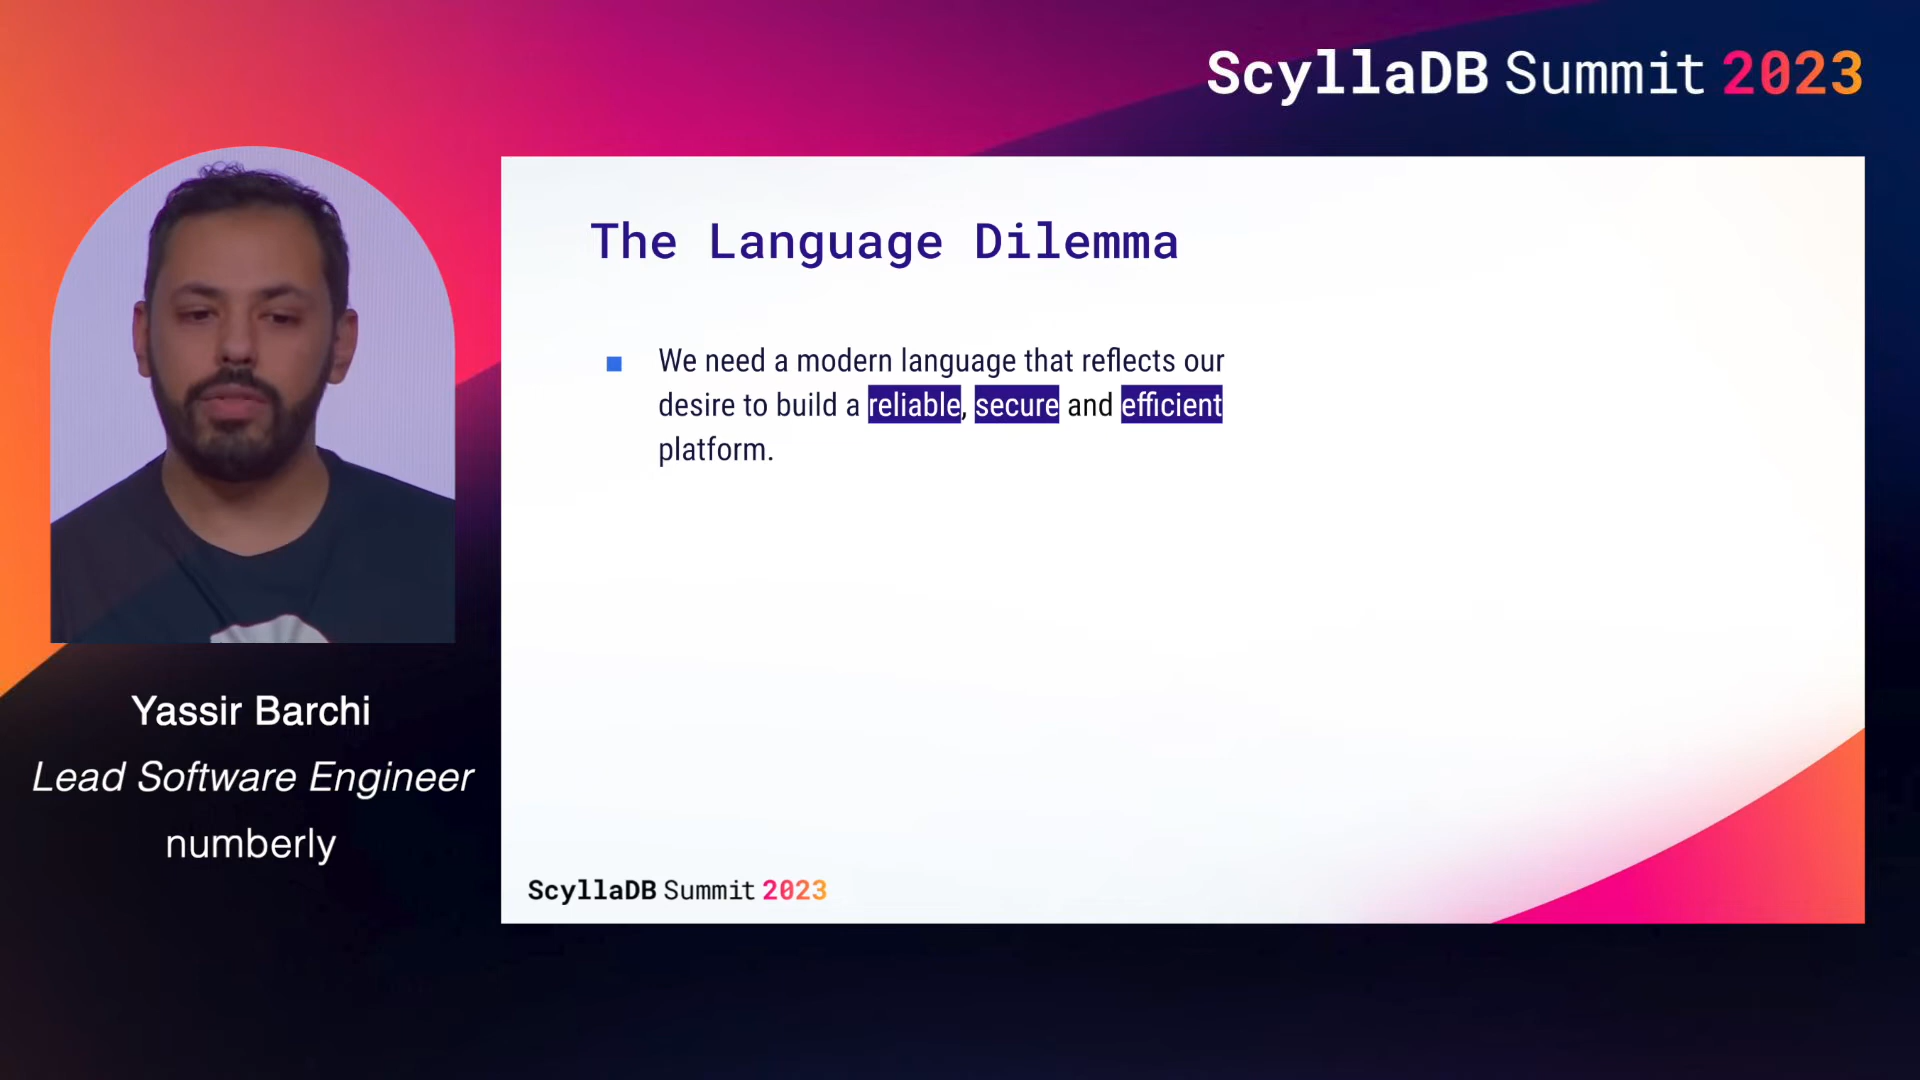 ScyllaDB Summit 2023
The Language Dilemma
We need a modern language that reflects our
desire to build a reliable, secure and efficient
platform.
ScyllaDB Summit 2023
Yassir Barchi
Lead Software Engineer
numberly